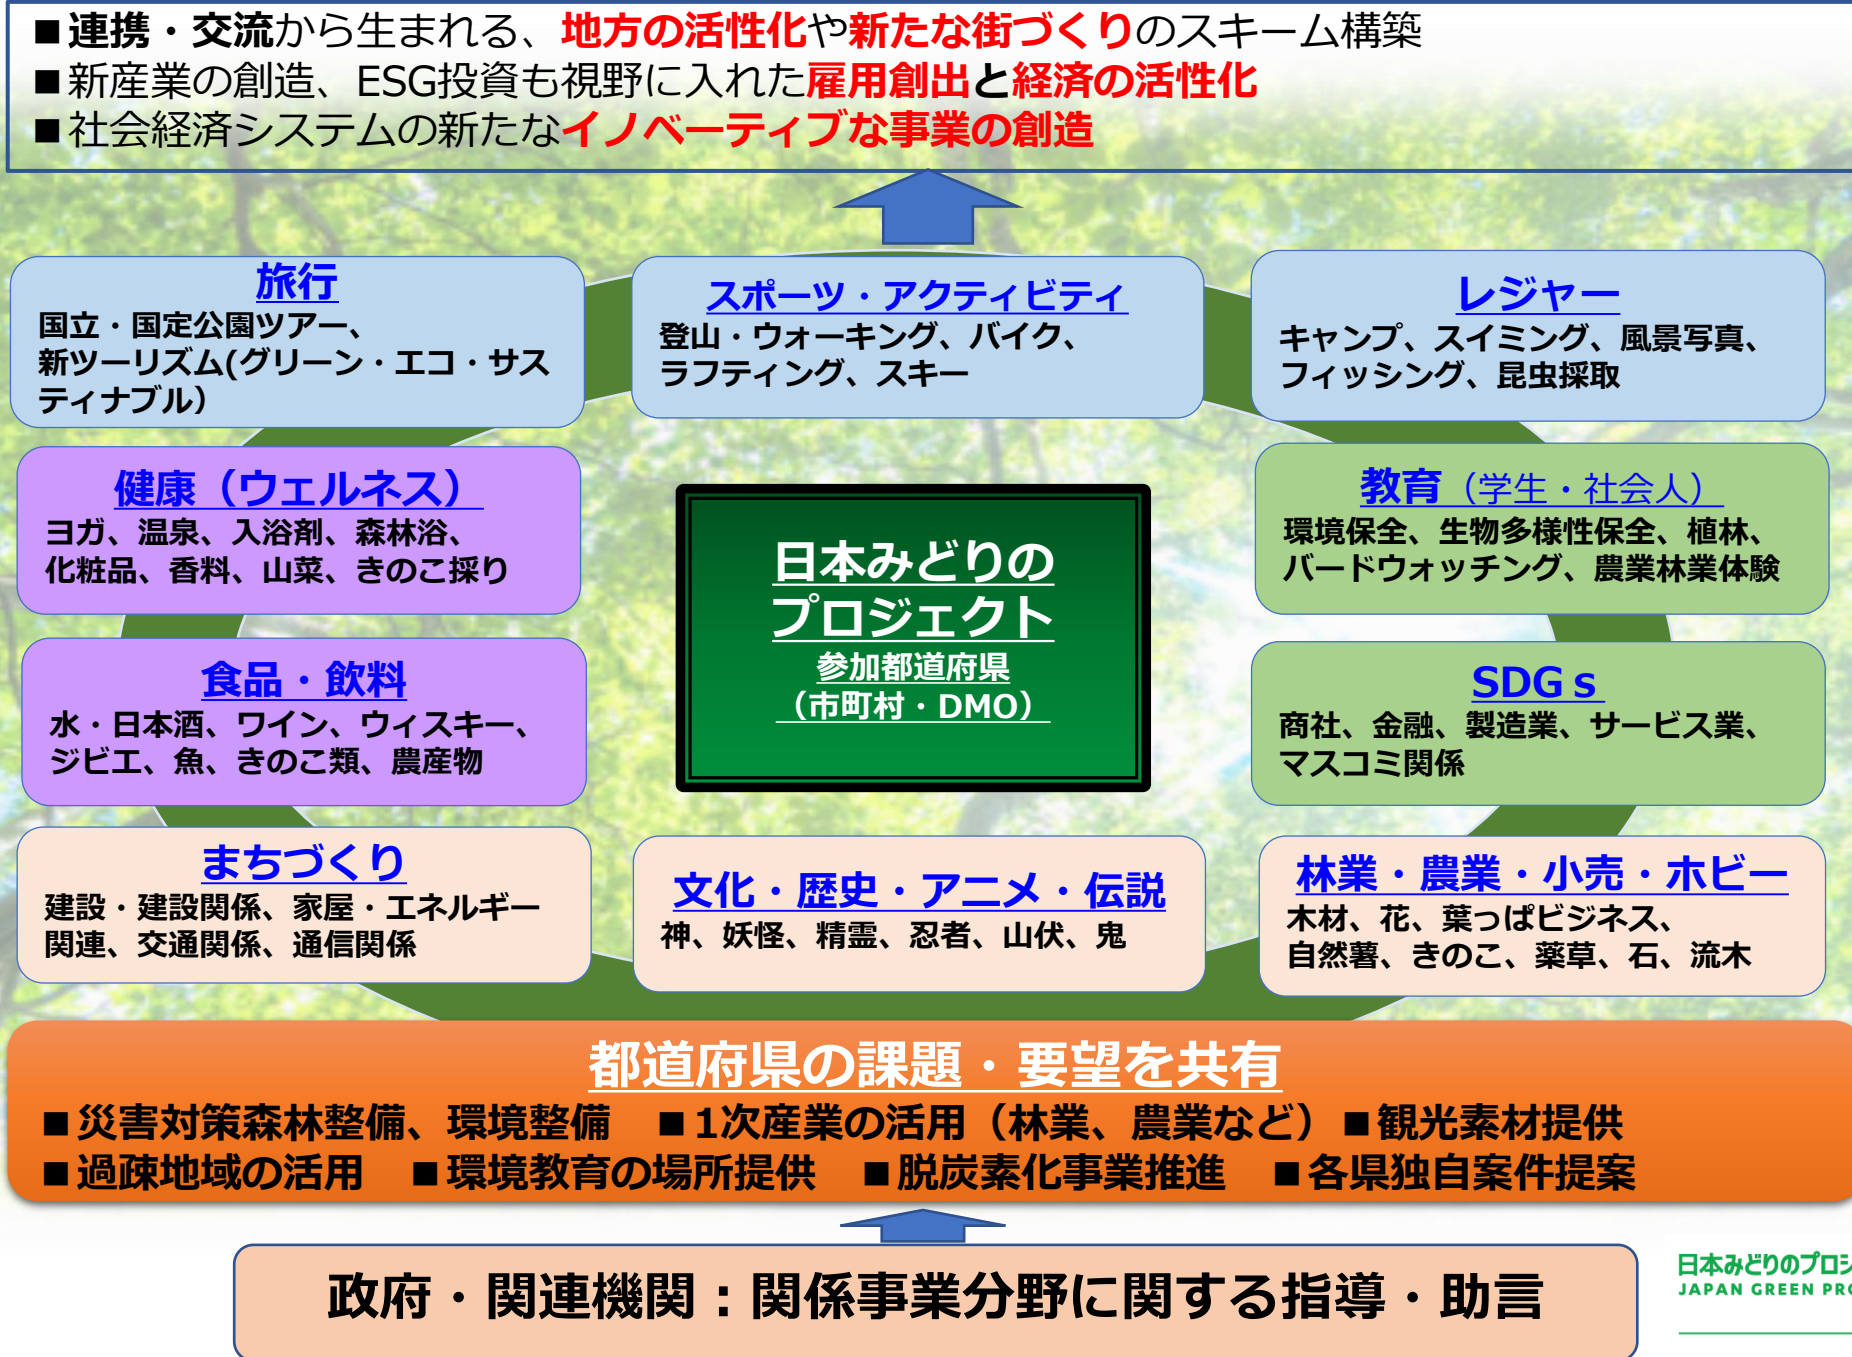 ■連携・交流から生まれる、地方の活性化や新たな街づくりのスキーム構築
■新産業の創造、ESG投資も視野に入れた雇用創出と経済の活性化
■社会経済システムの新たなイノベーティブな事業の創造
旅行
国立・国定公園ツアー、
新ツーリズム(グリーン・エコ・サス
ティナブル）
スポーツ・アクティビティ
登山・ウォーキング、バイク、
ラフティング、スキー
レジャー
キャンプ、スイミング、風景写真、
フィッシング、昆虫採取
健康（ウェルネス）
ヨガ、温泉、入浴剤、森林浴、
化粧品、香料、山菜、きのこ採り
日本みどりの
プロジェクト
参加都道府県
（市町村・DMO）
教育（学生・社会人）
環境保全、生物多様性保全、植林、
バードウォッチング、農業林業体験
食品・飲料
水・日本酒、ワイン、ウィスキー、
ジビエ、魚、きのこ類、農産物
SDGｓ
商社、金融、製造業、サービス業、
マスコミ関係
まちづくり
建設・建設関係、家屋・エネルギー
関連、交通関係、通信関係
文化・歴史・アニメ・伝説
神、妖怪、精霊、忍者、山伏、鬼
林業・農業・小売・ホビー
木材、花、葉っぱビジネス、
自然薯、きのこ、薬草、石、流木
都道府県の課題・要望を共有
■災害対策森林整備、環境整備　■1次産業の活用（林業、農業など）■観光素材提供
■過疎地域の活用　■環境教育の場所提供　■脱炭素化事業推進　■各県独自案件提案
政府・関連機関：関係事業分野に関する指導・助言
日本みどりのプロジ
JAPAN GREEN PRO